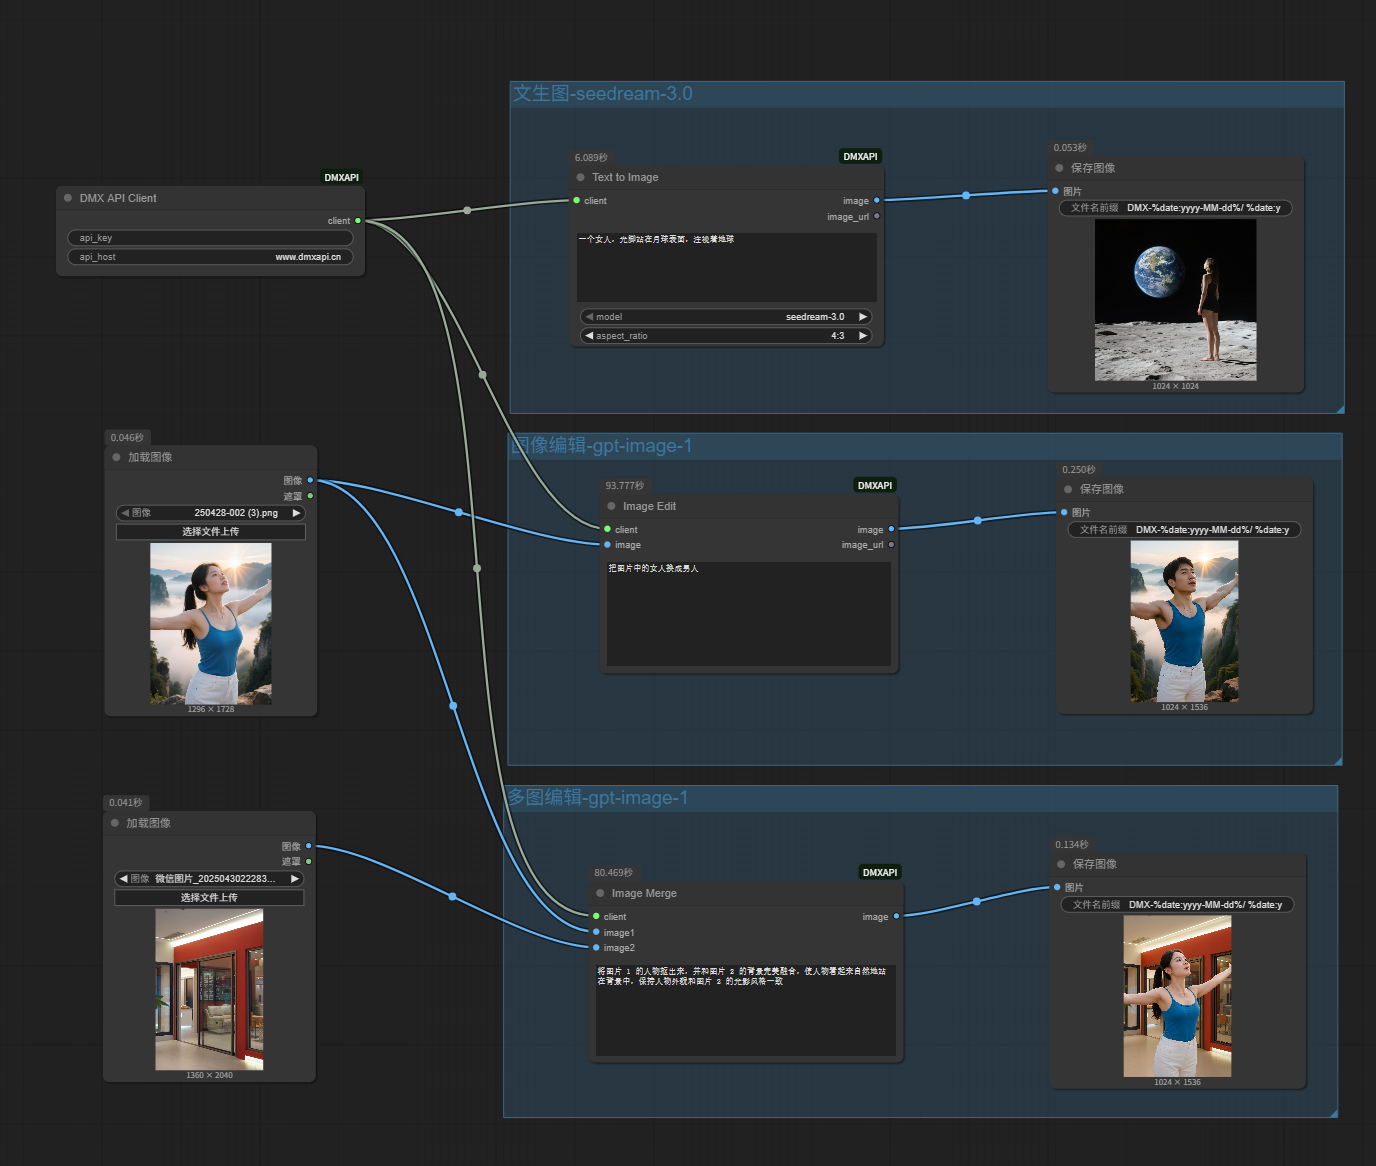 DMXAPI
DMX API Client
client
api_key
api_host www.dmxapi.cn
文生图-seedream-3.0
6.089秒
DMXAPI
Text to Image
client
image
image_url
一个女人，光脚站在月球表面，注视着地球
model seedream-3.0
aspect_ratio 4:3
0.053秒
保存图像
图片
文件名前缀 DMX-%date:yyyy-MM-dd%/ %date:y
1024 × 1024
0.046秒
加载图像
图像
遮罩
图像 250428-002 (3).png
选择文件上传
1296 × 1728
图像编辑-gpt-image-1
93.777秒
DMXAPI
Image Edit
client
image
image
image_url
把图片中的女人换成男人
0.250秒
保存图像
图片
文件名前缀 DMX-%date:yyyy-MM-dd%/ %date:y
1024 × 1536
0.041秒
加载图像
图像
遮罩
图像 微信图片_2025043022283...
选择文件上传
1360 × 2040
多图编辑-gpt-image-1
80.469秒
DMXAPI
Image Merge
client
image1
image2
image
将图片 1 的人物抠出来，并和图片 2 的背景完美融合，使人物看起来自然地站
在背景中，保持人物外貌和图片 2 的光影风格一致
0.134秒
保存图像
图片
文件名前缀 DMX-%date:yyyy-MM-dd%/ %date:y
1024 × 1536